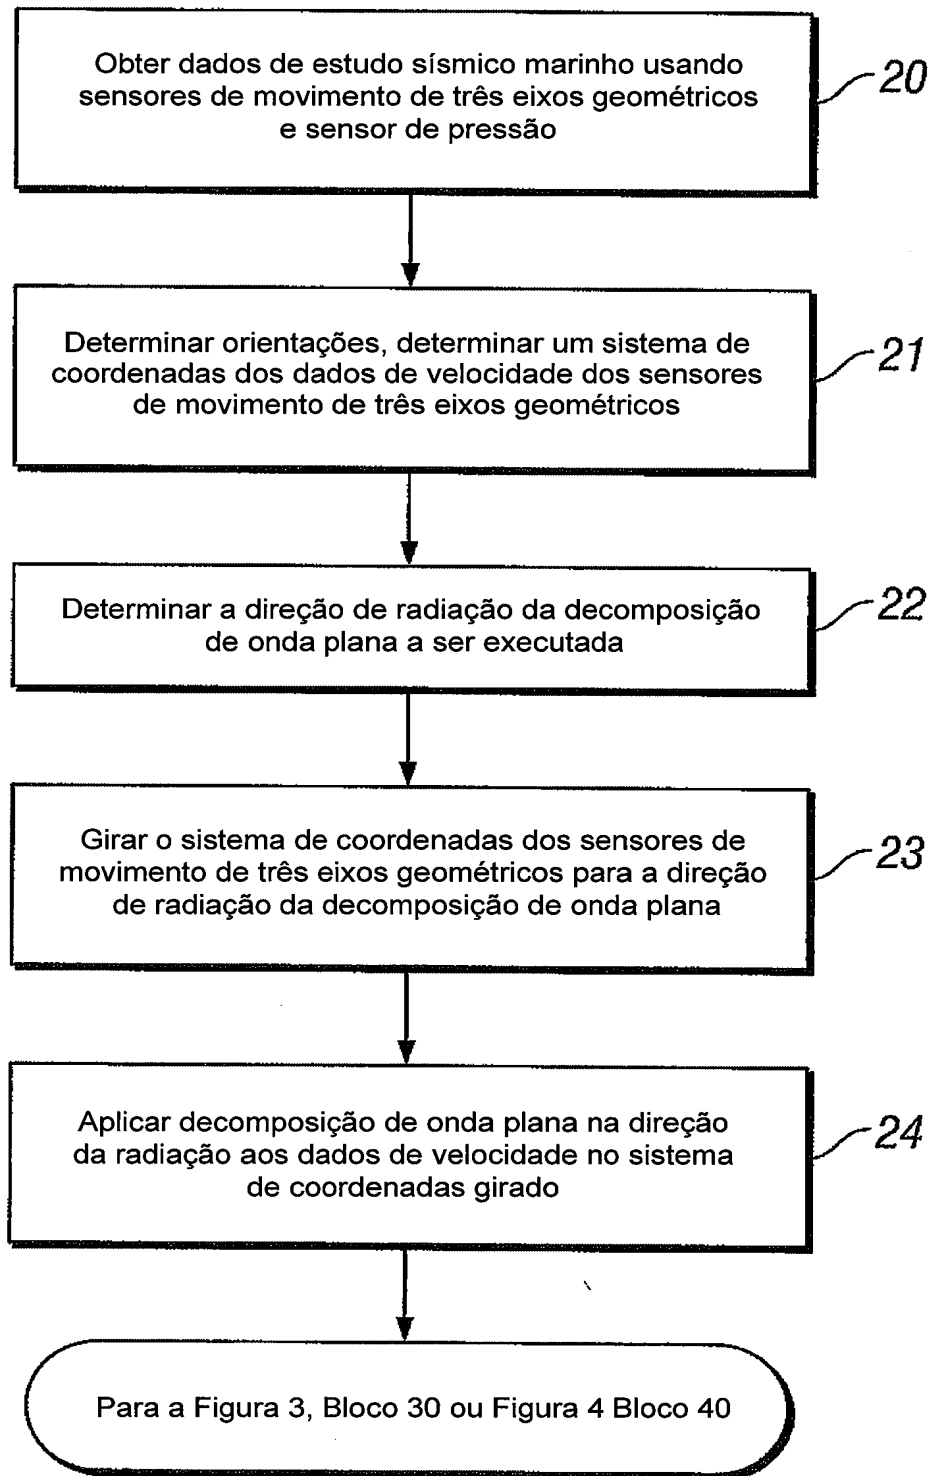 Obter dados de estudo sísmico marinho usando
sensores de movimento de três eixos geométricos
e sensor de pressão
20
Determinar orientações, determinar um sistema de
coordenadas dos dados de velocidade dos sensores
de movimento de três eixos geométricos
21
Determinar a direção de radiação da decomposição
de onda plana a ser executada
22
Girar o sistema de coordenadas dos sensores de
movimento de três eixos geométricos para a direção
de radiação da decomposição de onda plana
23
Aplicar decomposição de onda plana na direção
da radiação aos dados de velocidade no sistema
de coordenadas girado
24
Para a Figura 3, Bloco 30 ou Figura 4 Bloco 40